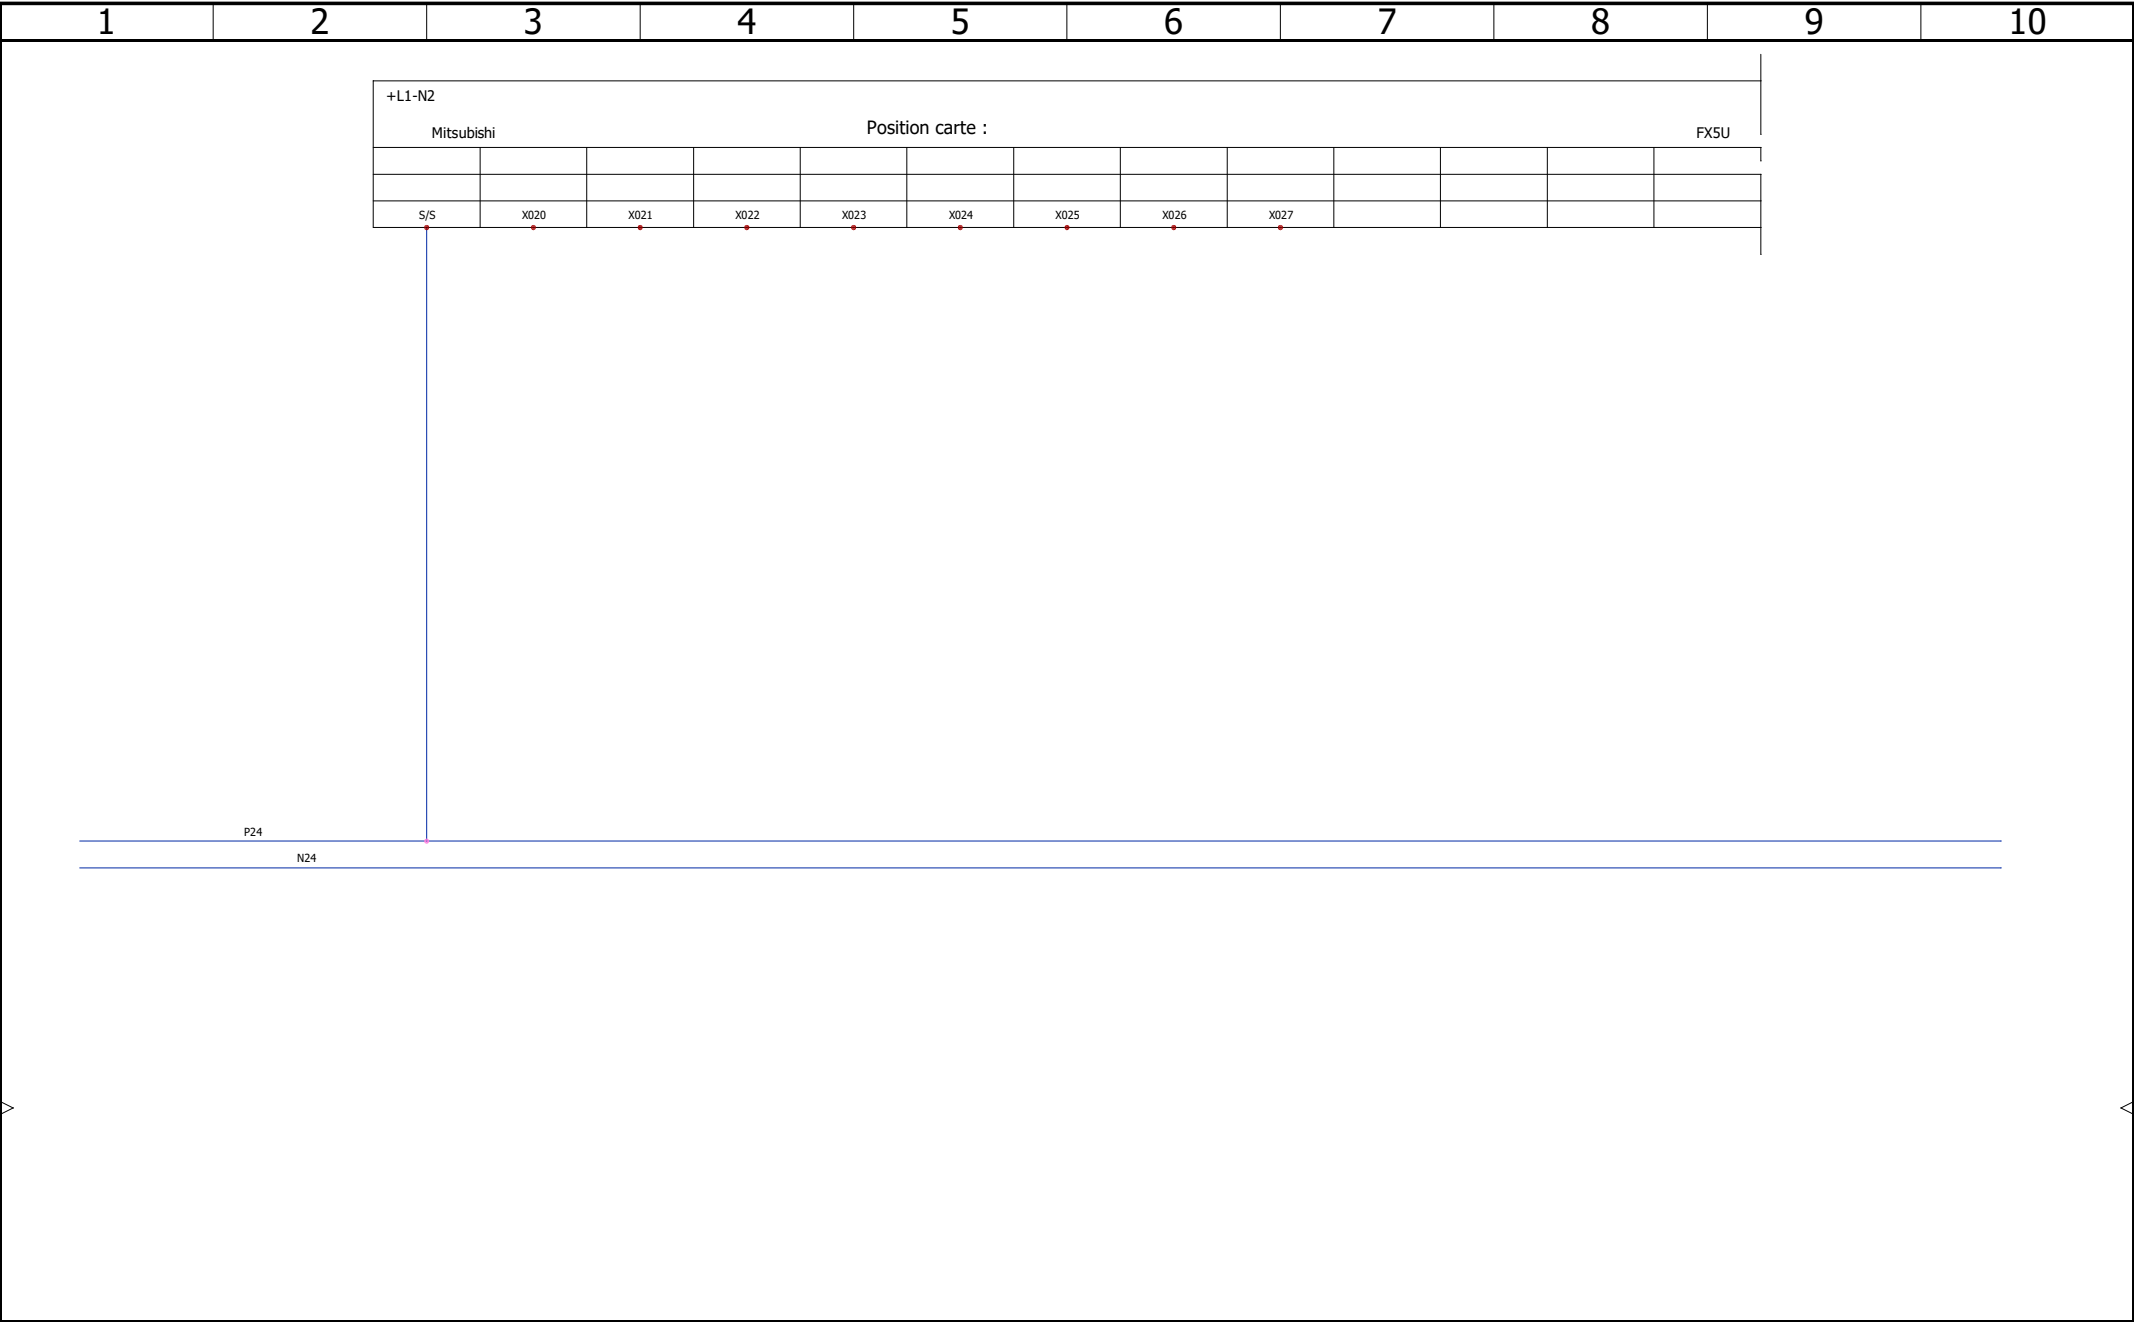 1 2 3 4 5 6 7 8 9 10
+L1-N2
Mitsubishi Position carte : FX5U
S/S X020 X021 X022 X023 X024 X025 X026 X027
P24
N24